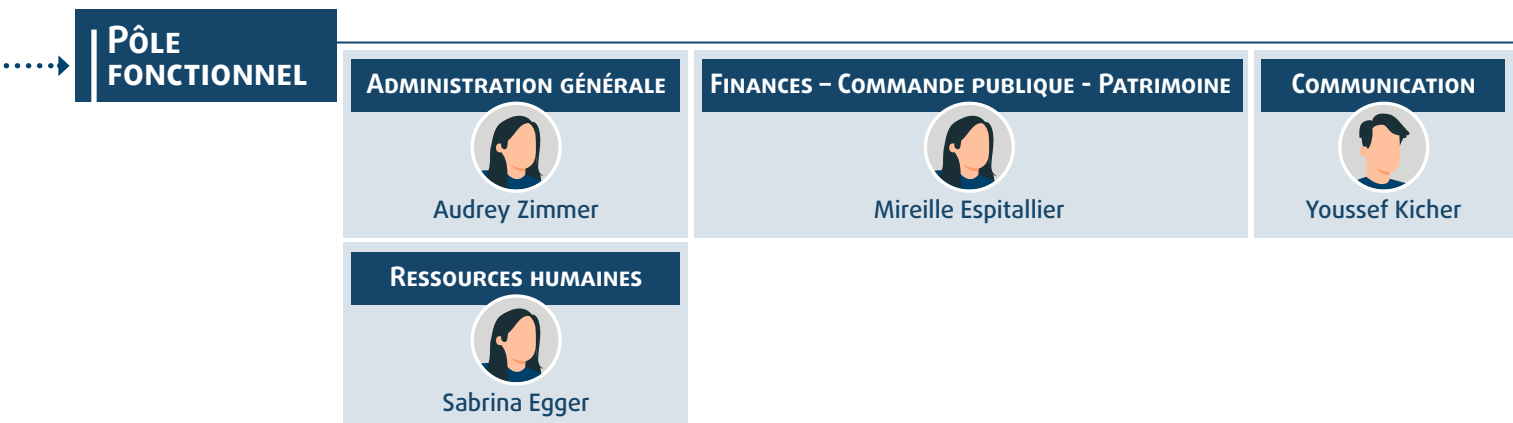 Pôle
fonctionnel
Administration générale
Audrey Zimmer
Finances – Commande publique - Patrimoine
Mireille Espitallier
Communication
Youssef Kicher
Ressources humaines
Sabrina Egger